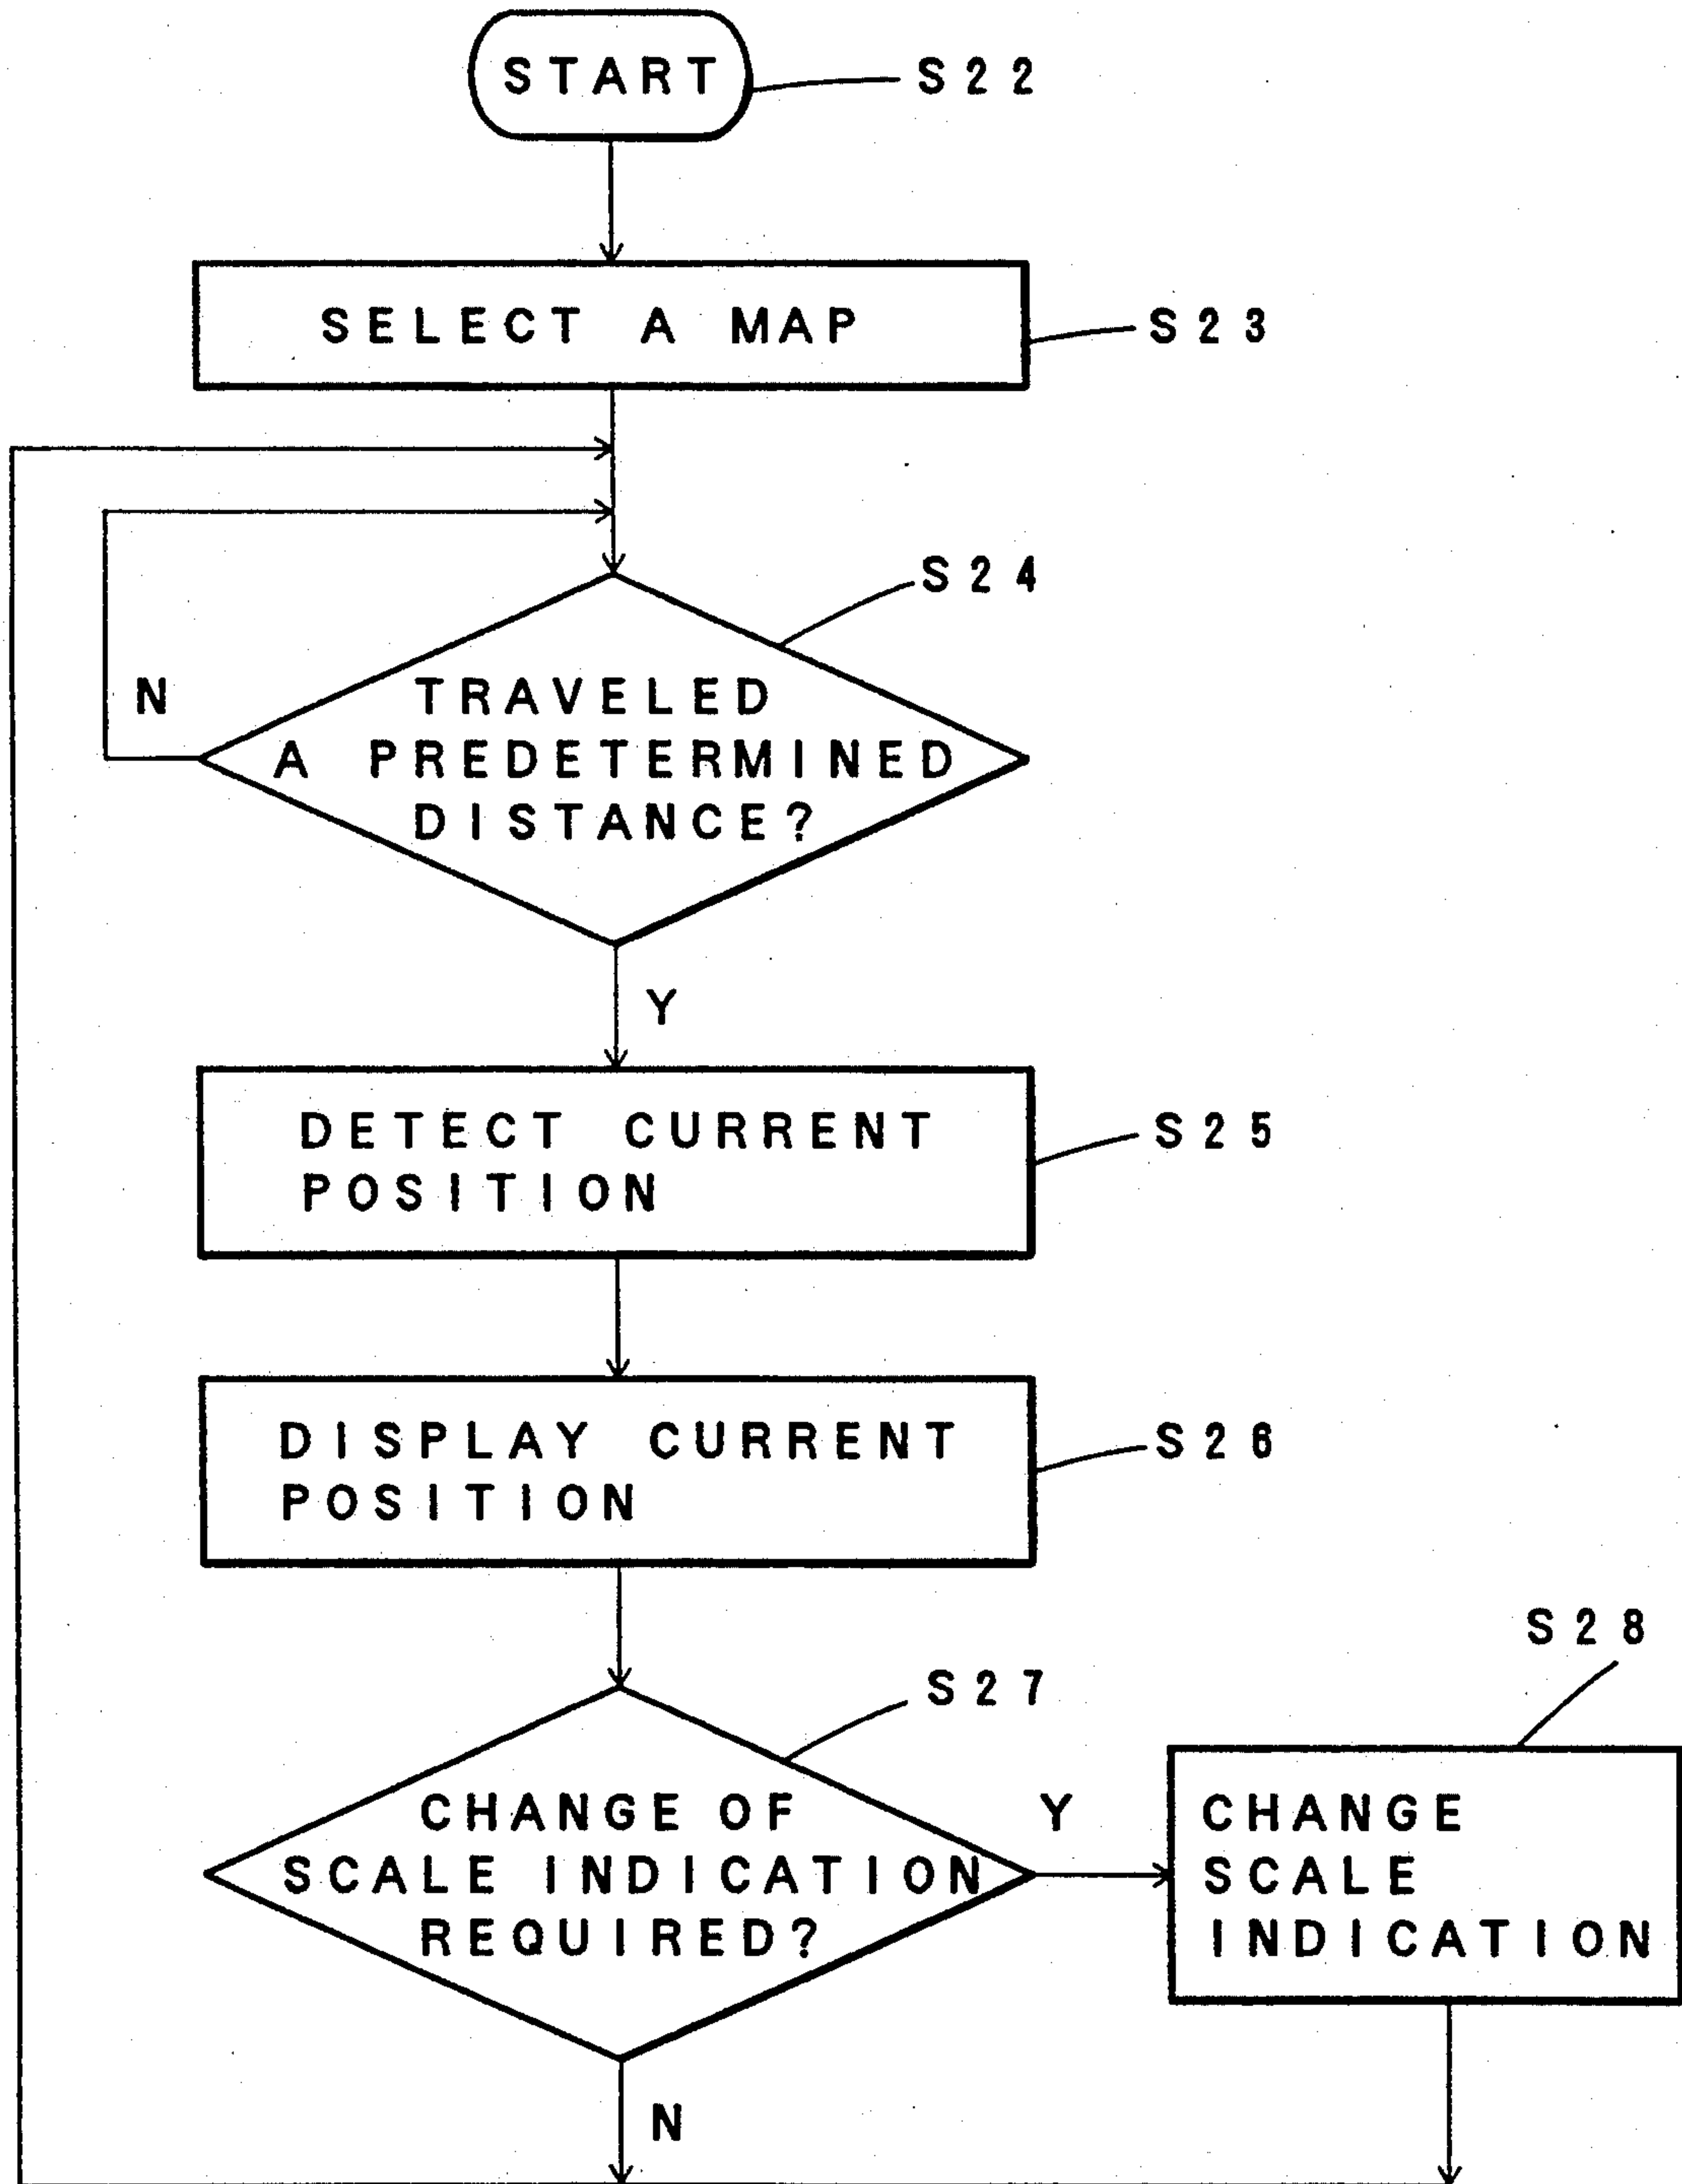 START
S22
SELECT A MAP
S23
S24
N
TRAVELED
A PREDETERMINED
DISTANCE?
Y
DETECT CURRENT
POSITION
S25
DISPLAY CURRENT
POSITION
S26
S28
S27
CHANGE OF
SCALE INDICATION
REQUIRED?
Y
CHANGE
SCALE
INDICATION
N